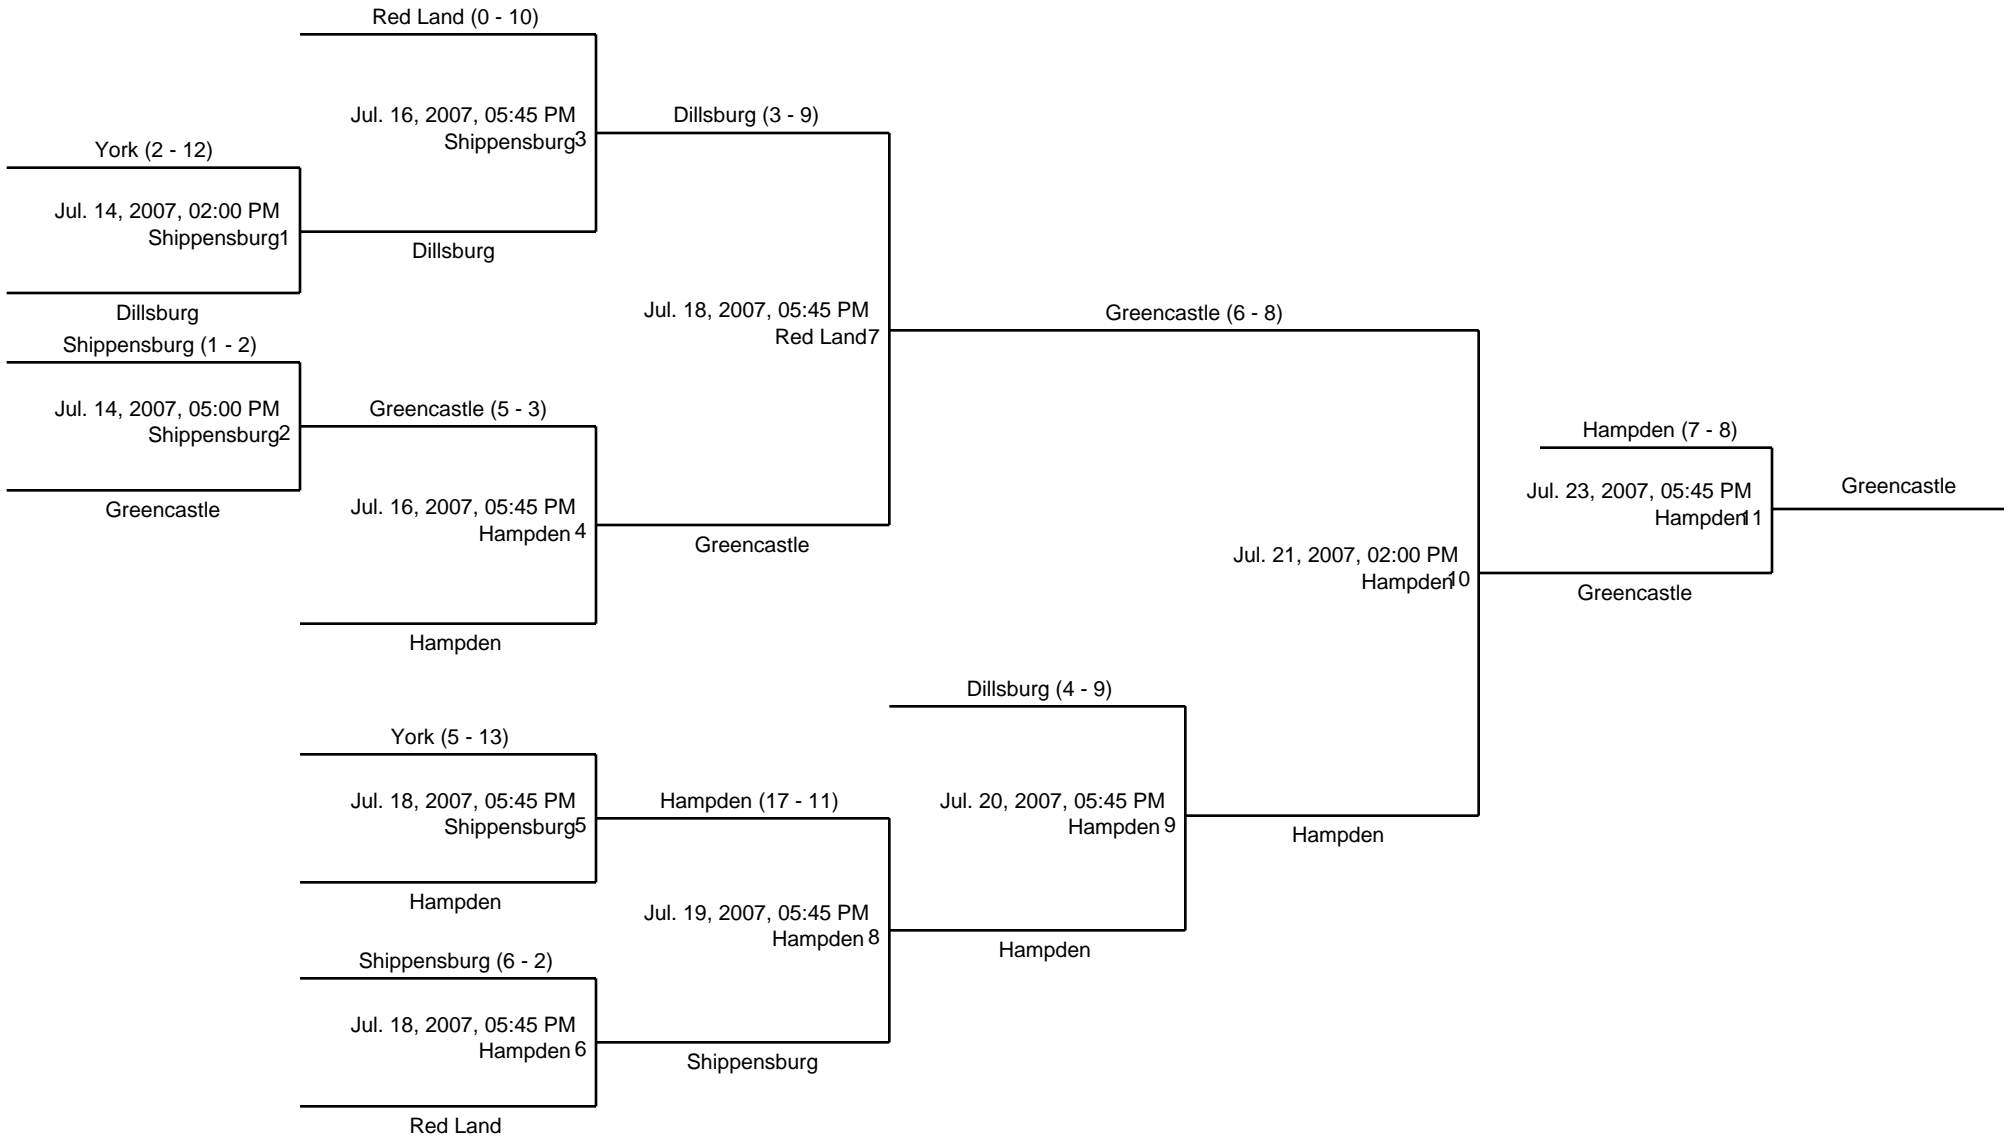 Red Land (0 - 10)
Jul. 16, 2007, 05:45 PM
Shippensburg3
Dillsburg (3 - 9)
York (2 - 12)
Jul. 14, 2007, 02:00 PM
Shippensburg1
Dillsburg
Dillsburg
Shippensburg (1 - 2)
Jul. 18, 2007, 05:45 PM
Red Land7
Greencastle (6 - 8)
Jul. 14, 2007, 05:00 PM
Shippensburg2
Greencastle (5 - 3)
Greencastle
Jul. 16, 2007, 05:45 PM
Hampden 4
Greencastle
Hampden
Hampden (7 - 8)
Jul. 23, 2007, 05:45 PM
Hampden11
Greencastle
Jul. 21, 2007, 02:00 PM
Hampden10
Greencastle
Dillsburg (4 - 9)
York (5 - 13)
Jul. 18, 2007, 05:45 PM
Shippensburg5
Hampden (17 - 11)
Jul. 20, 2007, 05:45 PM
Hampden 9
Hampden
Hampden
Jul. 19, 2007, 05:45 PM
Hampden 8
Hampden
Shippensburg (6 - 2)
Jul. 18, 2007, 05:45 PM
Hampden 6
Shippensburg
Red Land